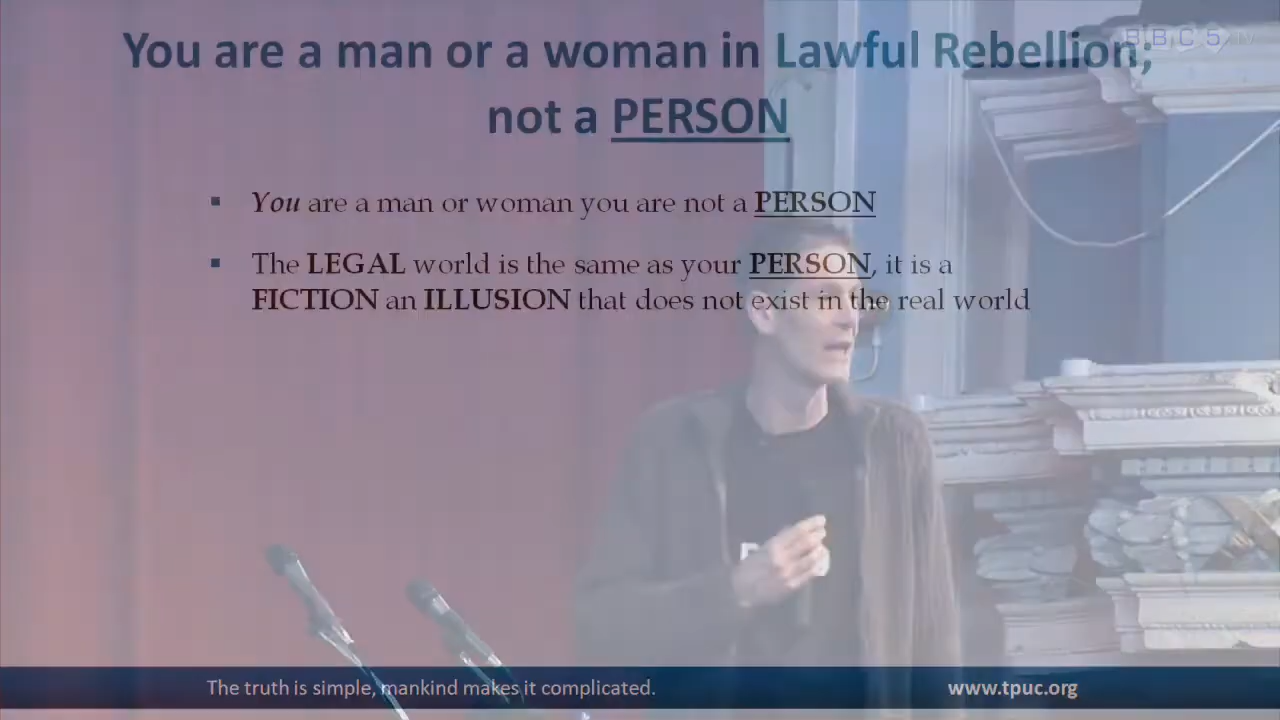 BBC5.TV
You are a man or a woman in Lawful Rebellion;
not a PERSON
▪ You are a man or woman you are not a PERSON
▪ The LEGAL world is the same as your PERSON, it is a
FICTION an ILLUSION that does not exist in the real world
The truth is simple, mankind makes it complicated.
www.tpuc.org